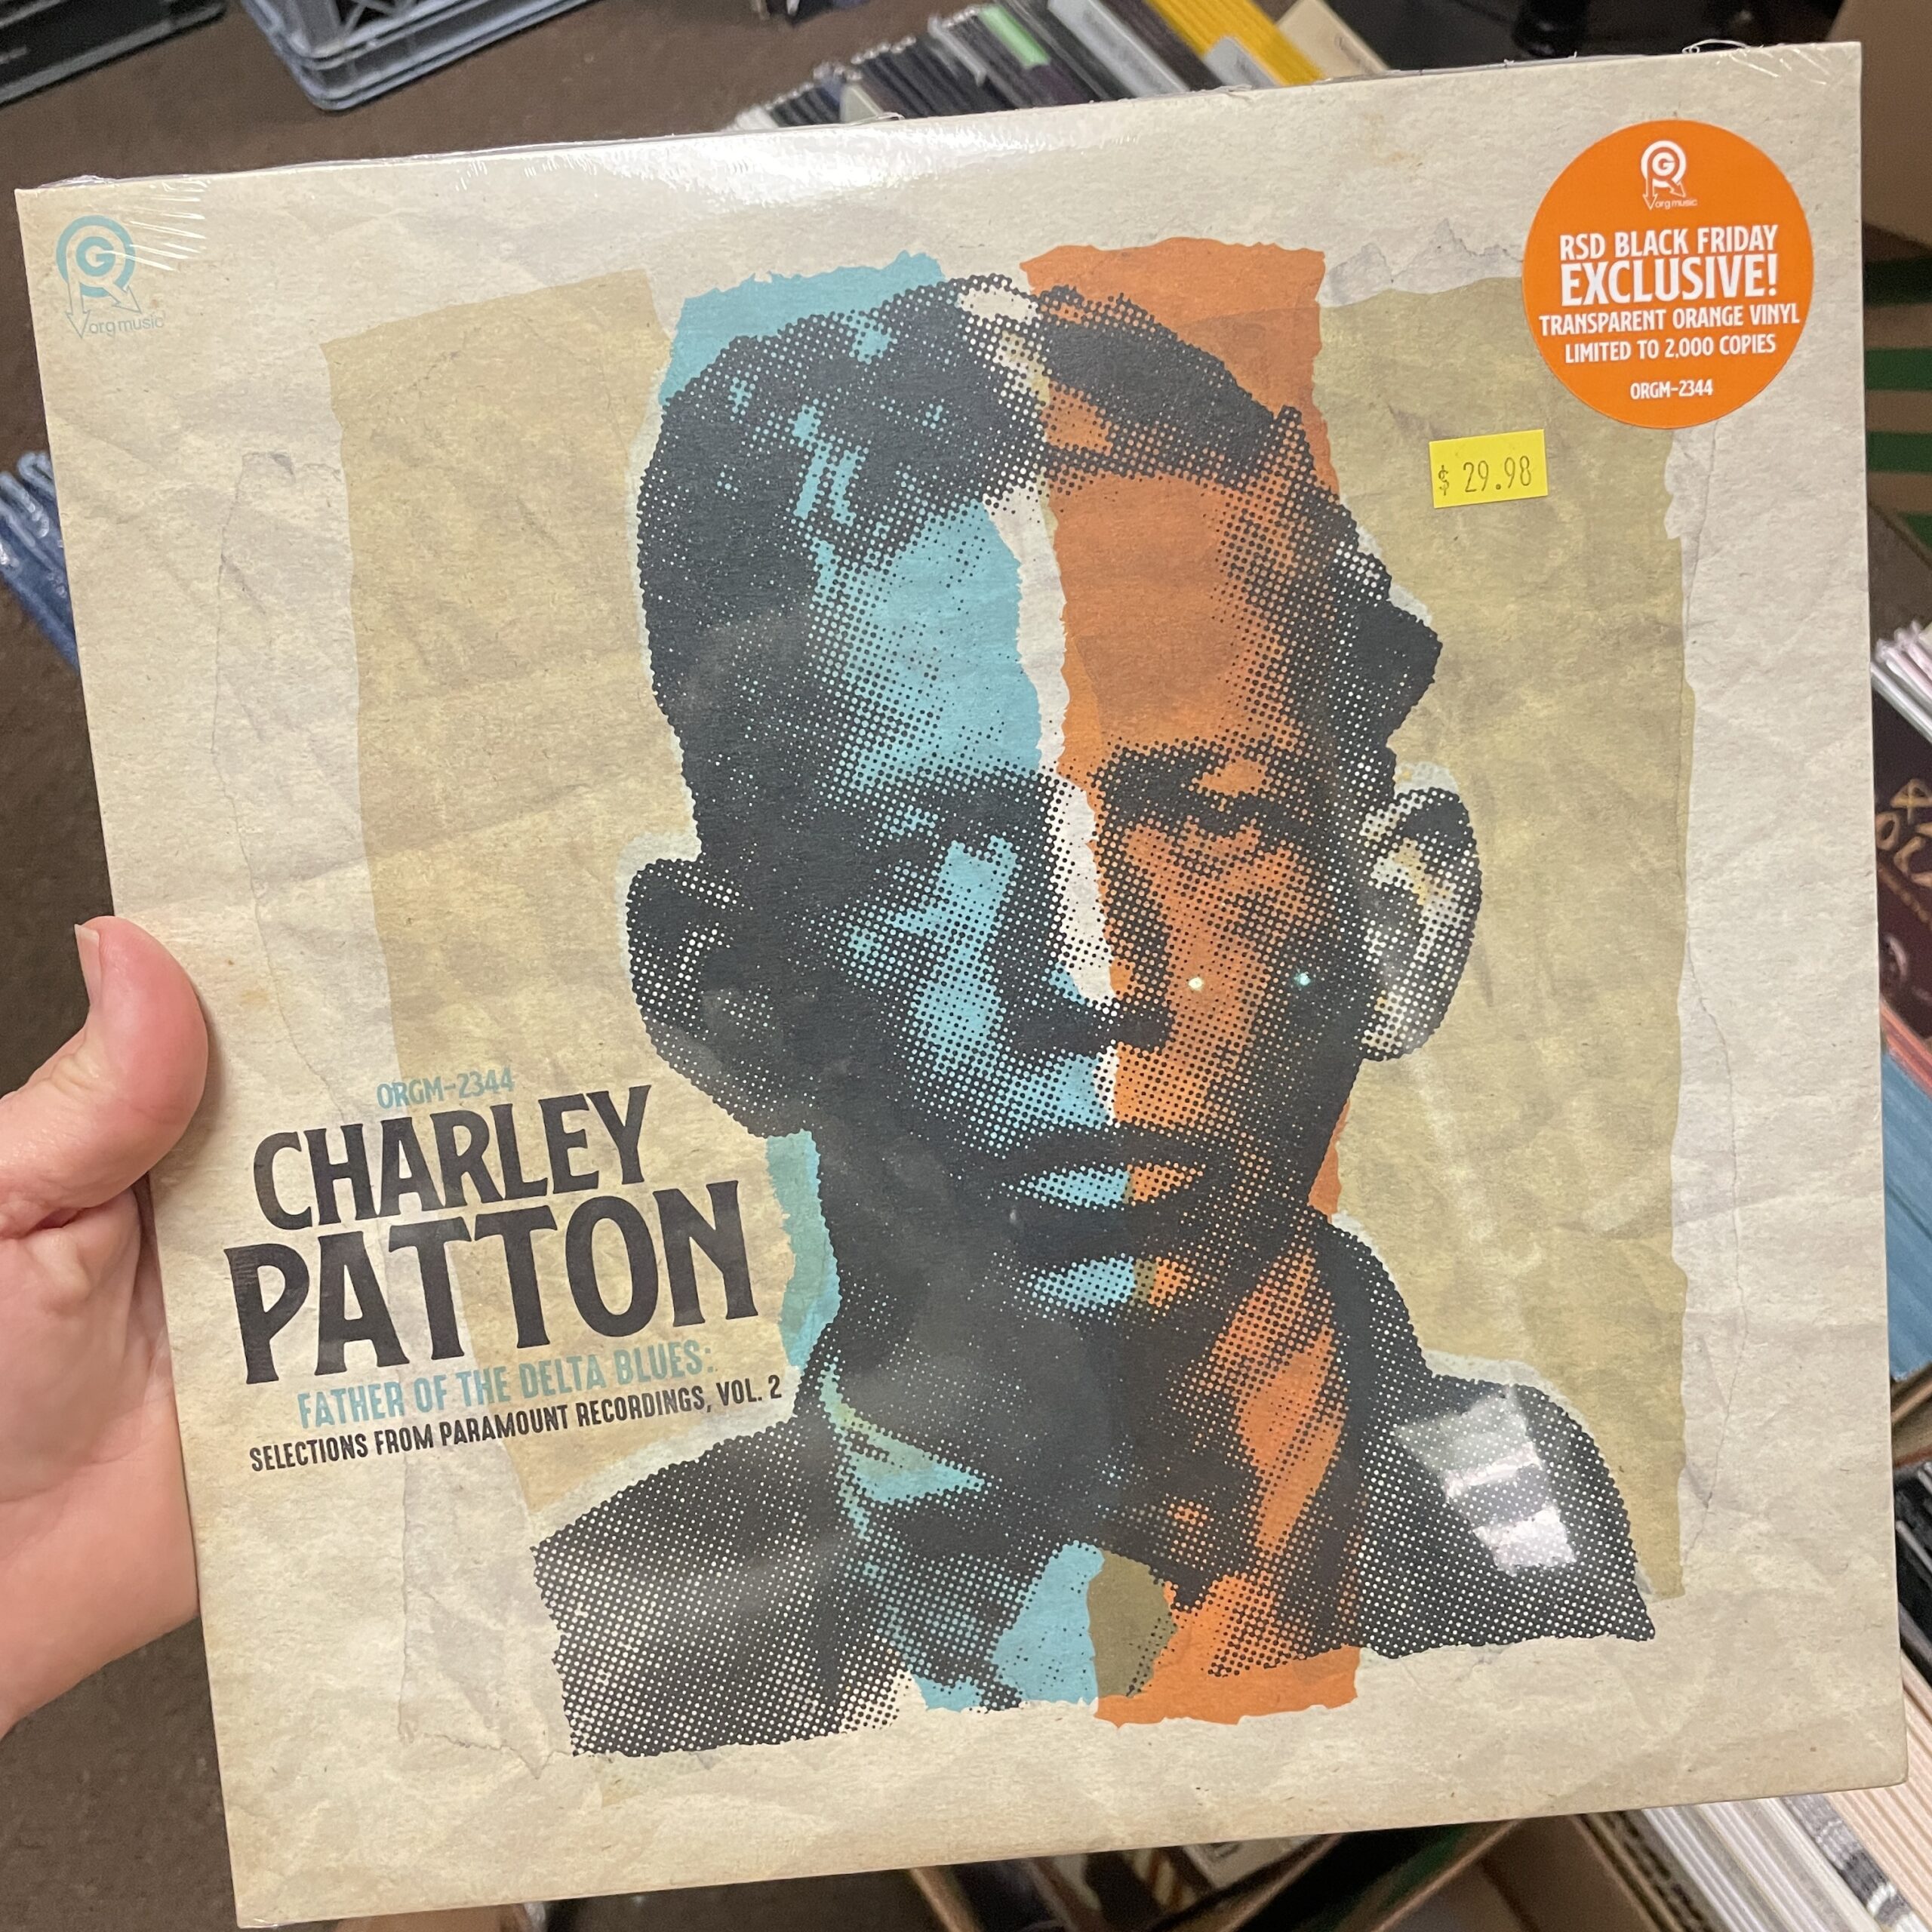 G
org music
RSD BLACK FRIDAY
EXCLUSIVE!
TRANSPARENT ORANGE VINYL
LIMITED TO 2,000 COPIES
ORGM-2344
G
org music
$ 29.98
ORGM-2344
CHARLEY
PATTON
FATHER OF THE DELTA BLUES:
SELECTIONS FROM PARAMOUNT RECORDINGS, VOL. 2